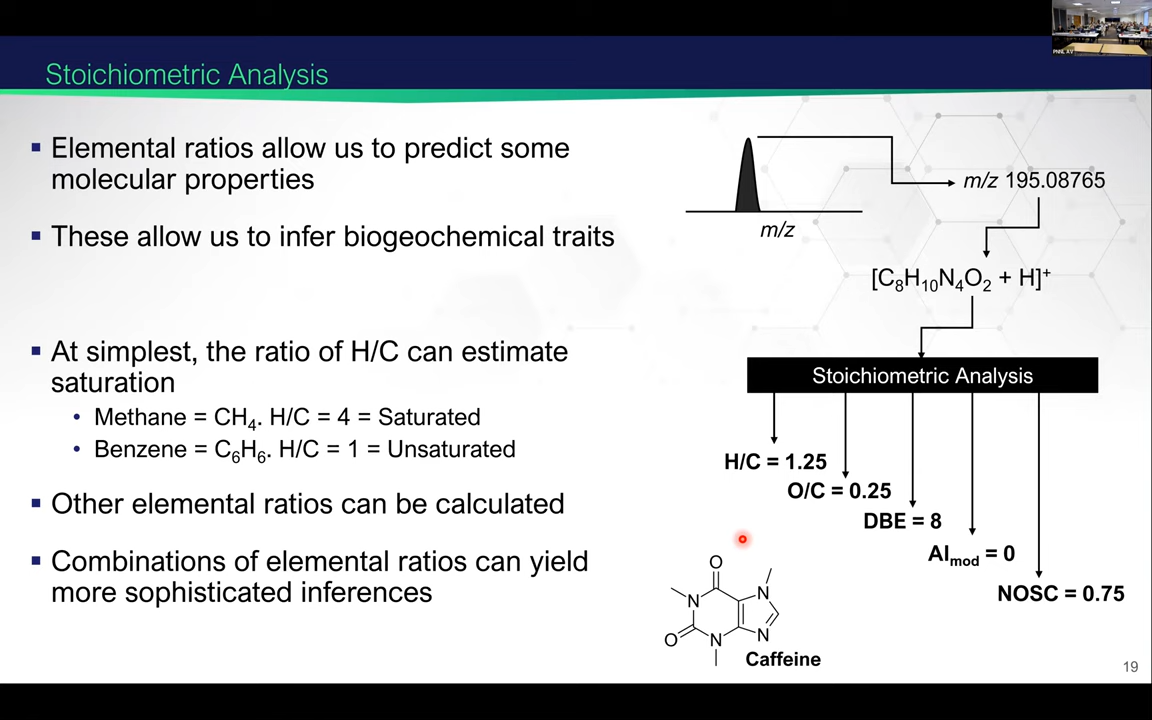 Stoichiometric Analysis
▪ Elemental ratios allow us to predict some
molecular properties
▪ These allow us to infer biogeochemical traits
▪ At simplest, the ratio of H/C can estimate
saturation
• Methane = CH₄. H/C = 4 = Saturated
• Benzene = C₆H₆. H/C = 1 = Unsaturated
▪ Other elemental ratios can be calculated
▪ Combinations of elemental ratios can yield
more sophisticated inferences
m/z
m/z 195.08765
[C₈H₁₀N₄O₂ + H]⁺
Stoichiometric Analysis
H/C = 1.25
O/C = 0.25
DBE = 8
AImod = 0
NOSC = 0.75
O
N
N
O
N
N
Caffeine
19
PNNL AV